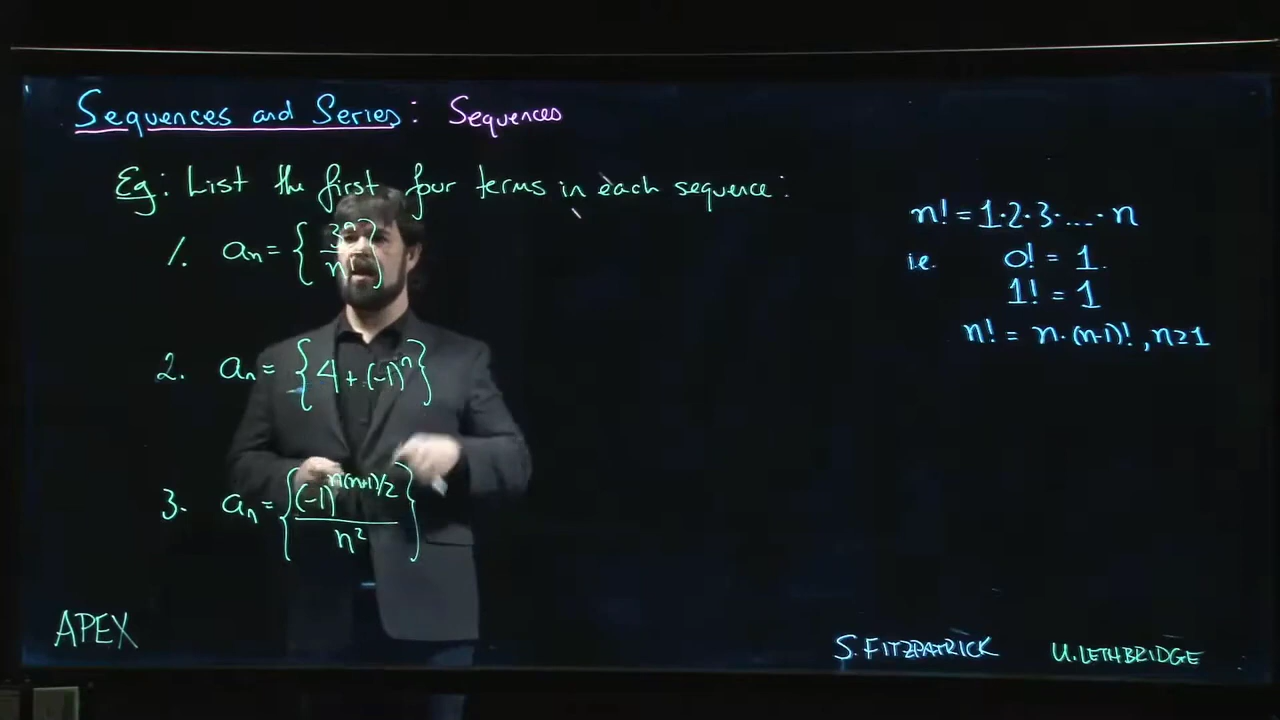 Sequences and Series: Sequences
Eg: List the first four terms in each sequence:
1. aₙ = { 3ⁿ / n! }
2. aₙ = { 4 + (-1)ⁿ }
3. aₙ = { (-1)^(n(n+1)/2) / n² }
n! = 1·2·3·...·n
i.e. 0! = 1.
1! = 1
n! = n·(n-1)!, n≥1
APEX
S. FITZPATRICK
U. LETHBRIDGE